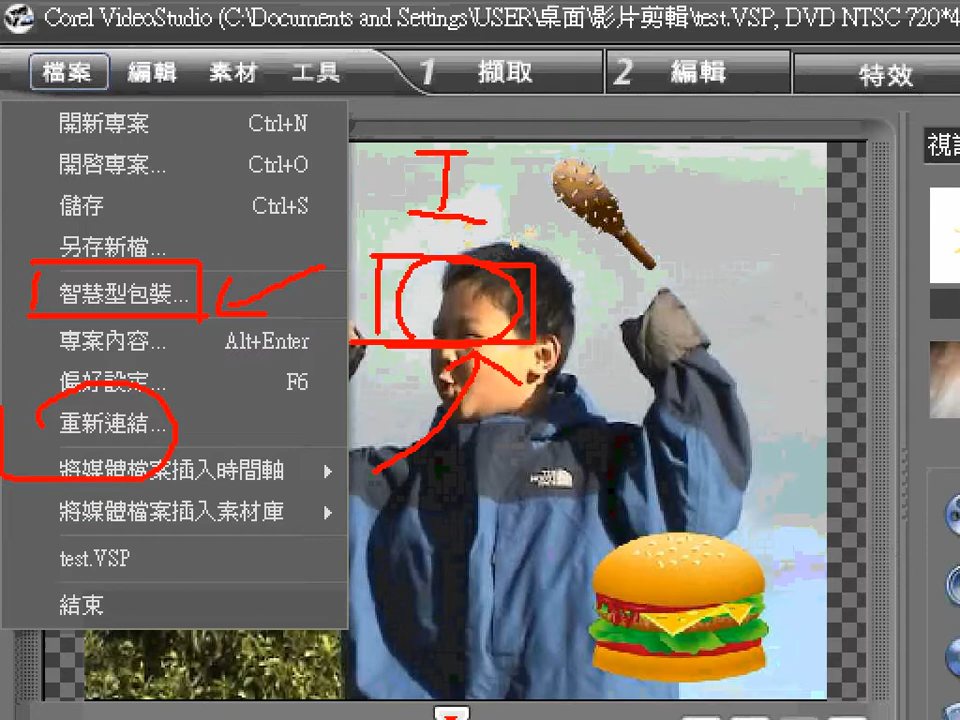 Corel VideoStudio (C:\Documents and Settings\USER\桌面\影片剪輯\test.VSP, DVD NTSC 720*4
檔案 編輯 素材 工具 1 擷取 2 編輯 特效
開新專案 Ctrl+N
開啓專案... Ctrl+O
儲存 Ctrl+S
另存新檔...
智慧型包裝...
專案內容... Alt+Enter
偏好設定... F6
重新連結...
將媒體檔案插入時間軸
將媒體檔案插入素材庫
test.VSP
結束
工
THE NORTH FACE